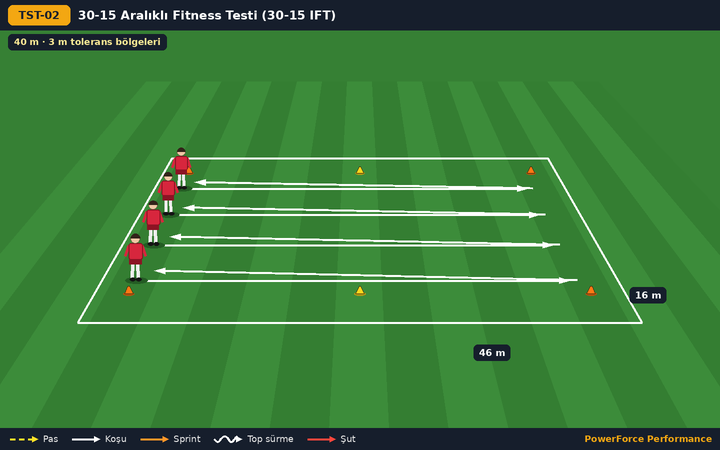 TST-02 30-15 Aralıklı Fitness Testi (30-15 IFT)
40 m · 3 m tolerans bölgeleri
16 m
46 m
Pas Koşu Sprint Top sürme Şut PowerForce Performance